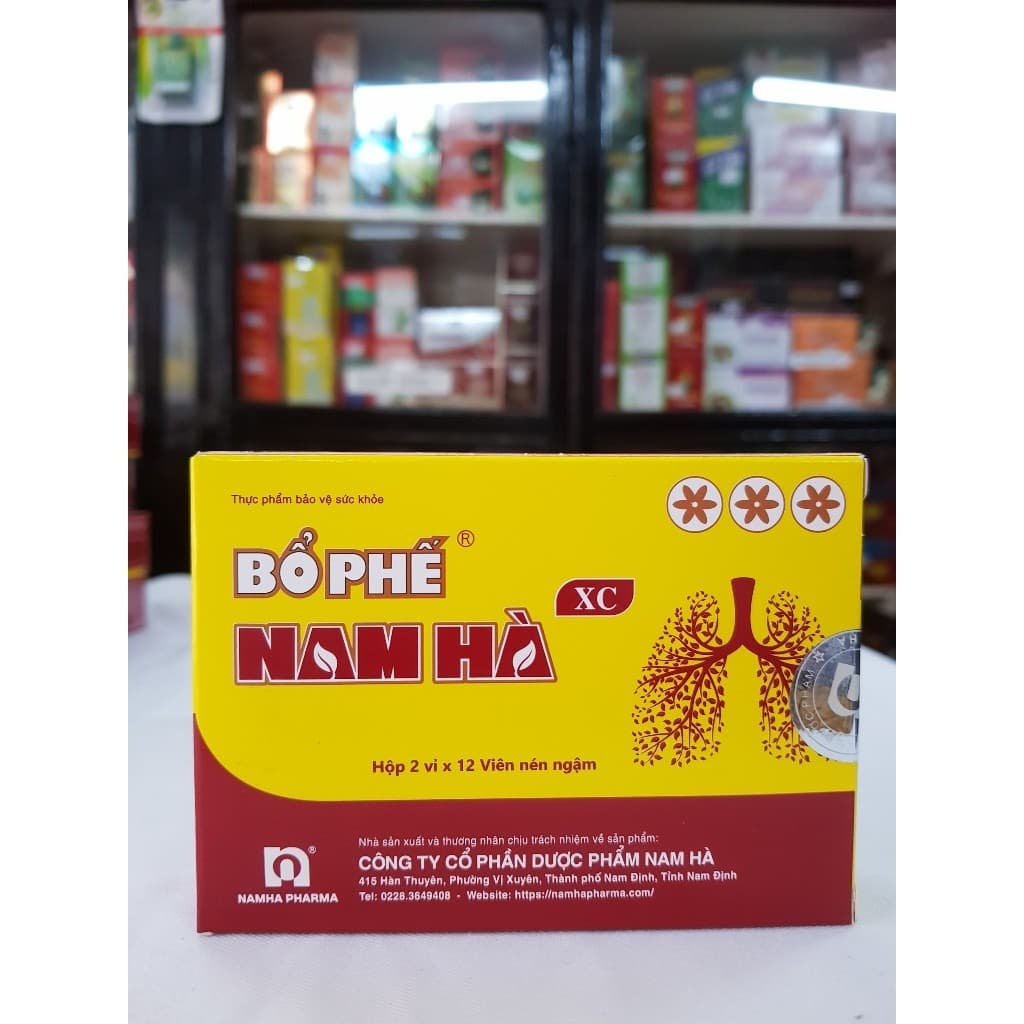 Thực phẩm bảo vệ sức khỏe
BỔ PHẾ ®
XC
NAM HÀ
Hộp 2 vỉ x 12 Viên nén ngậm
Nhà sản xuất và thương nhân chịu trách nhiệm về sản phẩm:
CÔNG TY CỔ PHẦN DƯỢC PHẨM NAM HÀ
415 Hàn Thuyên, Phường Vị Xuyên, Thành phố Nam Định, Tỉnh Nam Định
Tel: 0228.3649408 - Website: https://namhapharma.com/
®
NAMHA PHARMA